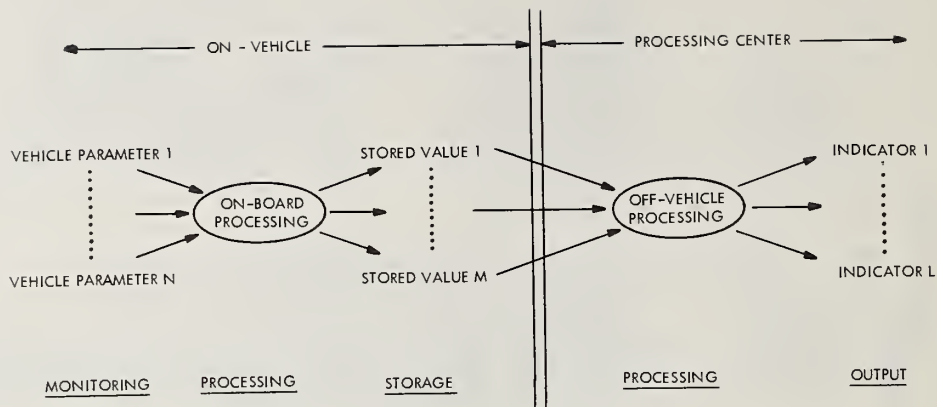 ON - VEHICLE
PROCESSING CENTER
VEHICLE PARAMETER 1
STORED VALUE 1
INDICATOR 1
ON-BOARD
PROCESSING
OFF-VEHICLE
PROCESSING
VEHICLE PARAMETER N
STORED VALUE M
INDICATOR L
MONITORING
PROCESSING
STORAGE
PROCESSING
OUTPUT